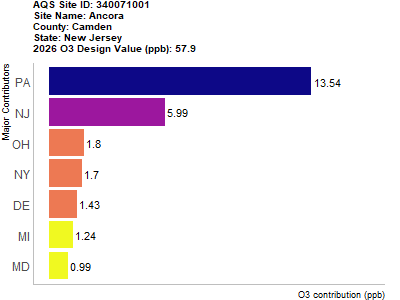 AQS Site ID: 340071001
Site Name: Ancora
County: Camden
State: New Jersey
2026 O3 Design Value (ppb): 57.9
Major Contributors
PA 13.54
NJ 5.99
OH 1.8
NY 1.7
DE 1.43
MI 1.24
MD 0.99
O3 contribution (ppb)